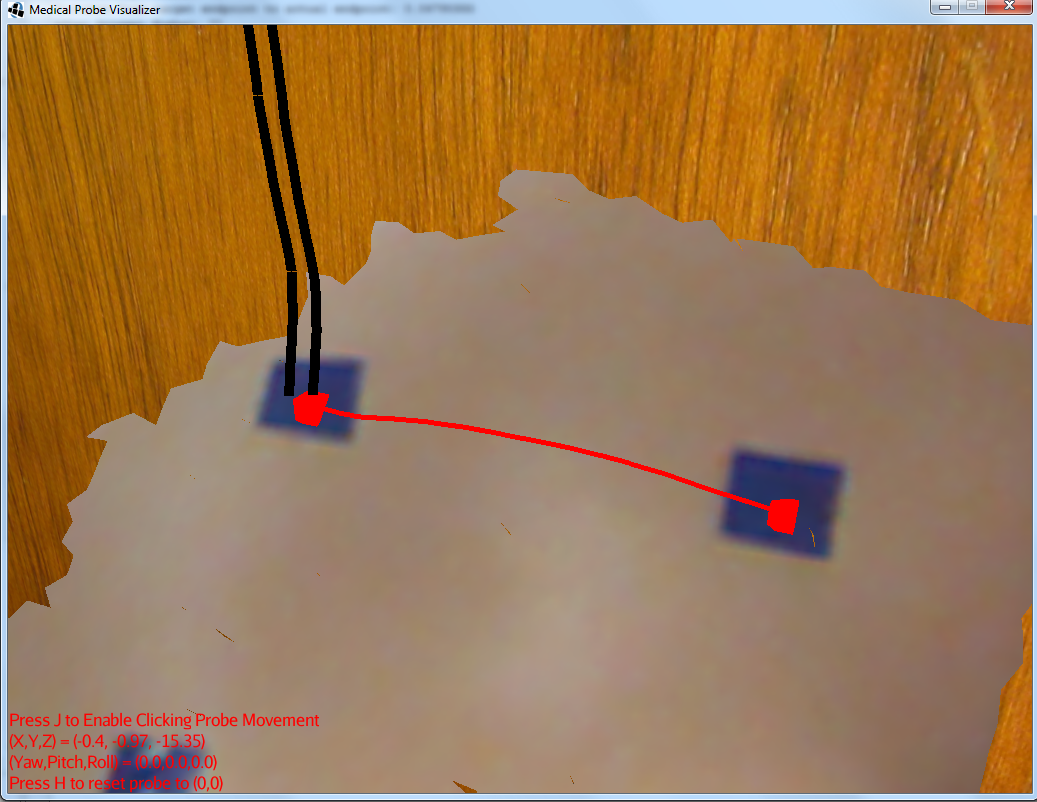 Medical Probe Visualizer
Press J to Enable Clicking Probe Movement
(X,Y,Z) = (-0.4, -0.97, -15.35)
(Yaw,Pitch,Roll) = (0.0,0.0,0.0)
Press H to reset probe to (0,0)